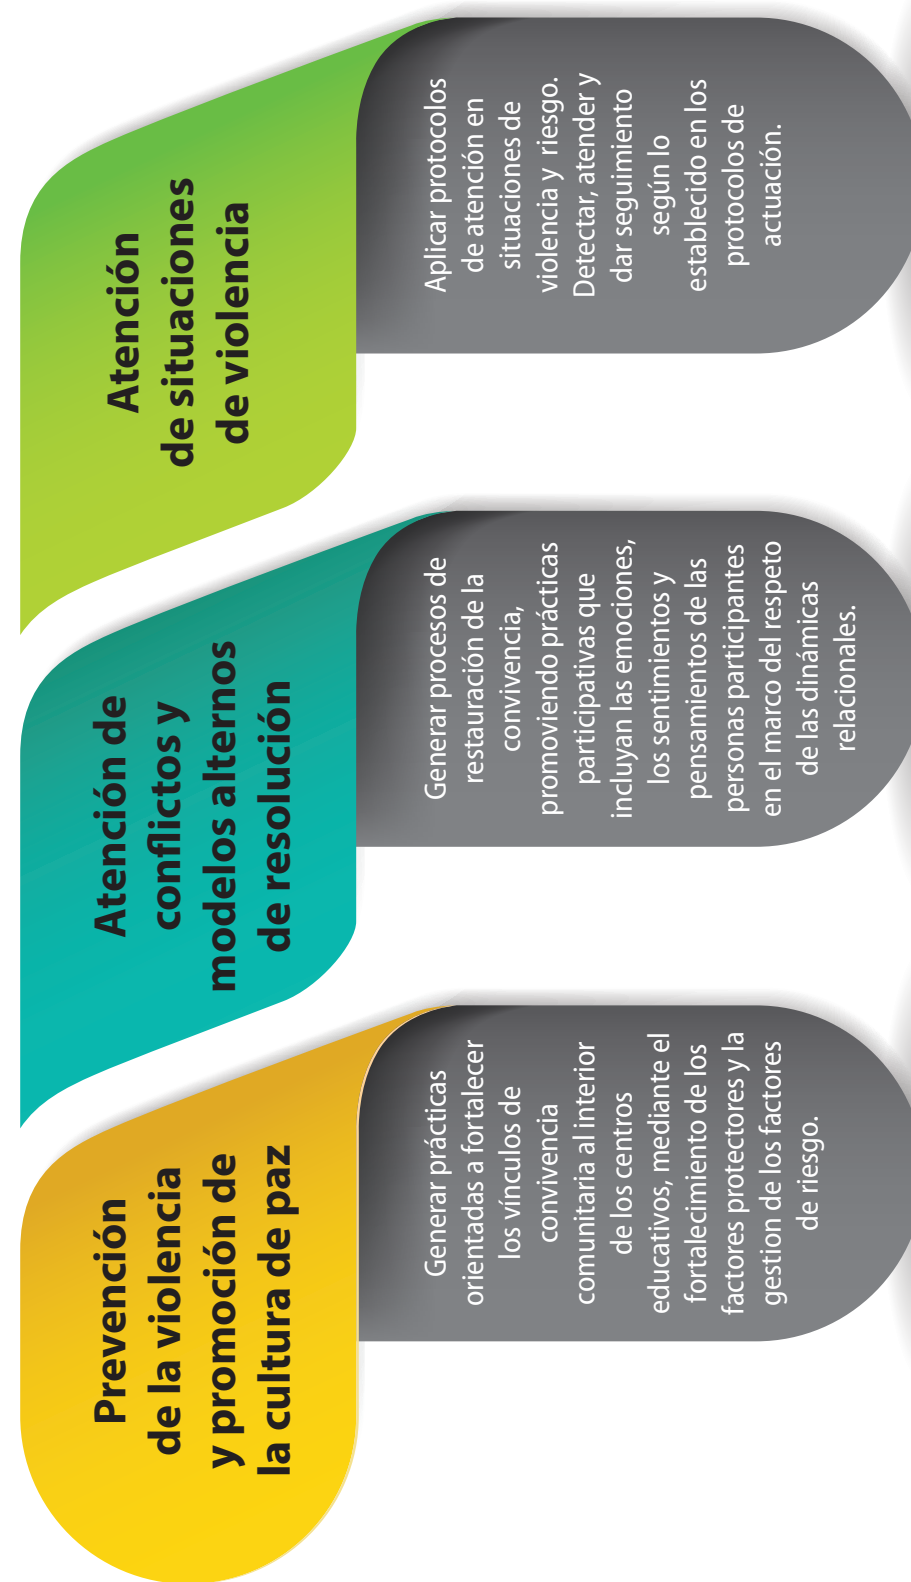 Prevención
de la violencia
y promoción de
la cultura de paz
Generar prácticas
orientadas a fortalecer
los vínculos de
convivencia
comunitaria al interior
de los centros
educativos, mediante el
fortalecimiento de los
factores protectores y la
gestion de los factores
de riesgo.
Atención de
conflictos y
modelos alternos
de resolución
Generar procesos de
restauración de la
convivencia,
promoviendo prácticas
participativas que
incluyan las emociones,
los sentimientos y
pensamientos de las
personas participantes
en el marco del respeto
de las dinámicas
relacionales.
Atención
de situaciones
de violencia
Aplicar protocolos
de atención en
situaciones de
violencia y riesgo.
Detectar, atender y
dar seguimiento
según lo
establecido en los
protocolos de
actuación.